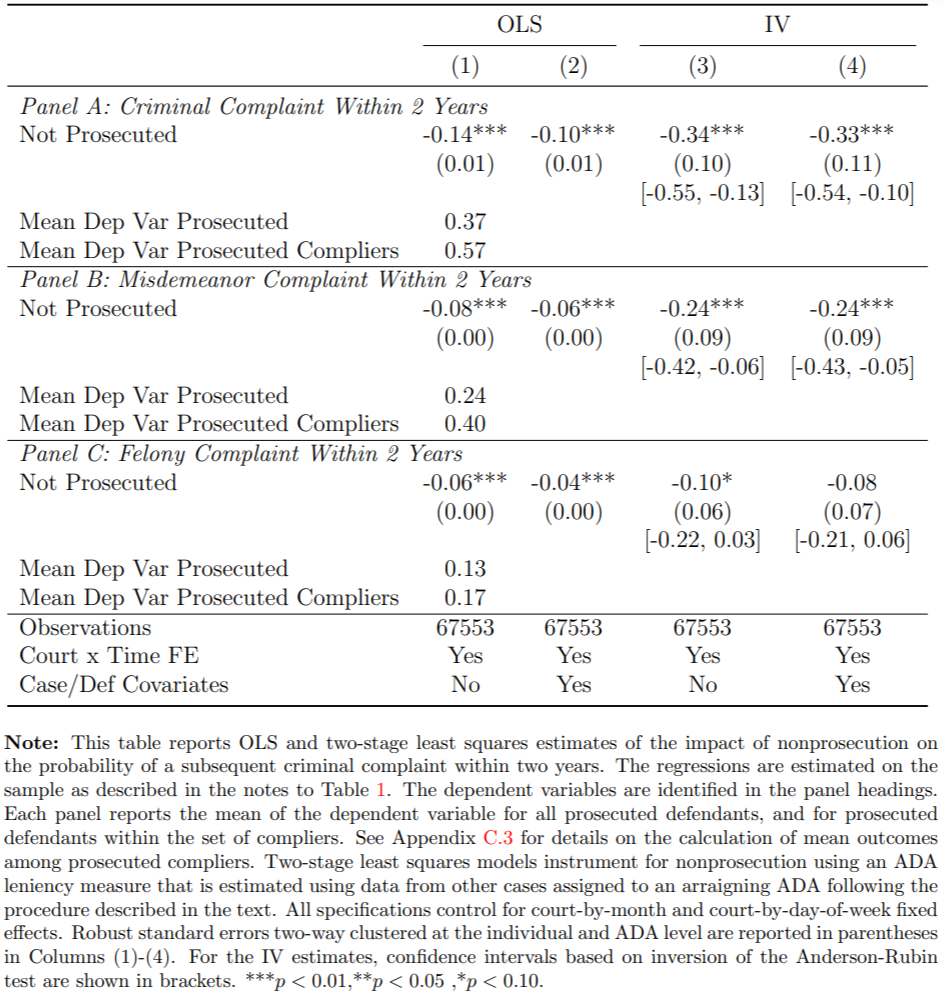 OLS IV
(1) (2) (3) (4)
Panel A: Criminal Complaint Within 2 Years
Not Prosecuted -0.14*** -0.10*** -0.34*** -0.33***
(0.01) (0.01) (0.10) (0.11)
[-0.55, -0.13] [-0.54, -0.10]
Mean Dep Var Prosecuted 0.37
Mean Dep Var Prosecuted Compliers 0.57
Panel B: Misdemeanor Complaint Within 2 Years
Not Prosecuted -0.08*** -0.06*** -0.24*** -0.24***
(0.00) (0.00) (0.09) (0.09)
[-0.42, -0.06] [-0.43, -0.05]
Mean Dep Var Prosecuted 0.24
Mean Dep Var Prosecuted Compliers 0.40
Panel C: Felony Complaint Within 2 Years
Not Prosecuted -0.06*** -0.04*** -0.10* -0.08
(0.00) (0.00) (0.06) (0.07)
[-0.22, 0.03] [-0.21, 0.06]
Mean Dep Var Prosecuted 0.13
Mean Dep Var Prosecuted Compliers 0.17
Observations 67553 67553 67553 67553
Court x Time FE Yes Yes Yes Yes
Case/Def Covariates No Yes No Yes
Note: This table reports OLS and two-stage least squares estimates of the impact of nonprosecution on
the probability of a subsequent criminal complaint within two years. The regressions are estimated on the
sample as described in the notes to Table 1. The dependent variables are identified in the panel headings.
Each panel reports the mean of the dependent variable for all prosecuted defendants, and for prosecuted
defendants within the set of compliers. See Appendix C.3 for details on the calculation of mean outcomes
among prosecuted compliers. Two-stage least squares models instrument for nonprosecution using an ADA
leniency measure that is estimated using data from other cases assigned to an arraigning ADA following the
procedure described in the text. All specifications control for court-by-month and court-by-day-of-week fixed
effects. Robust standard errors two-way clustered at the individual and ADA level are reported in parentheses
in Columns (1)-(4). For the IV estimates, confidence intervals based on inversion of the Anderson-Rubin
test are shown in brackets. ***p < 0.01,**p < 0.05 ,*p < 0.10.